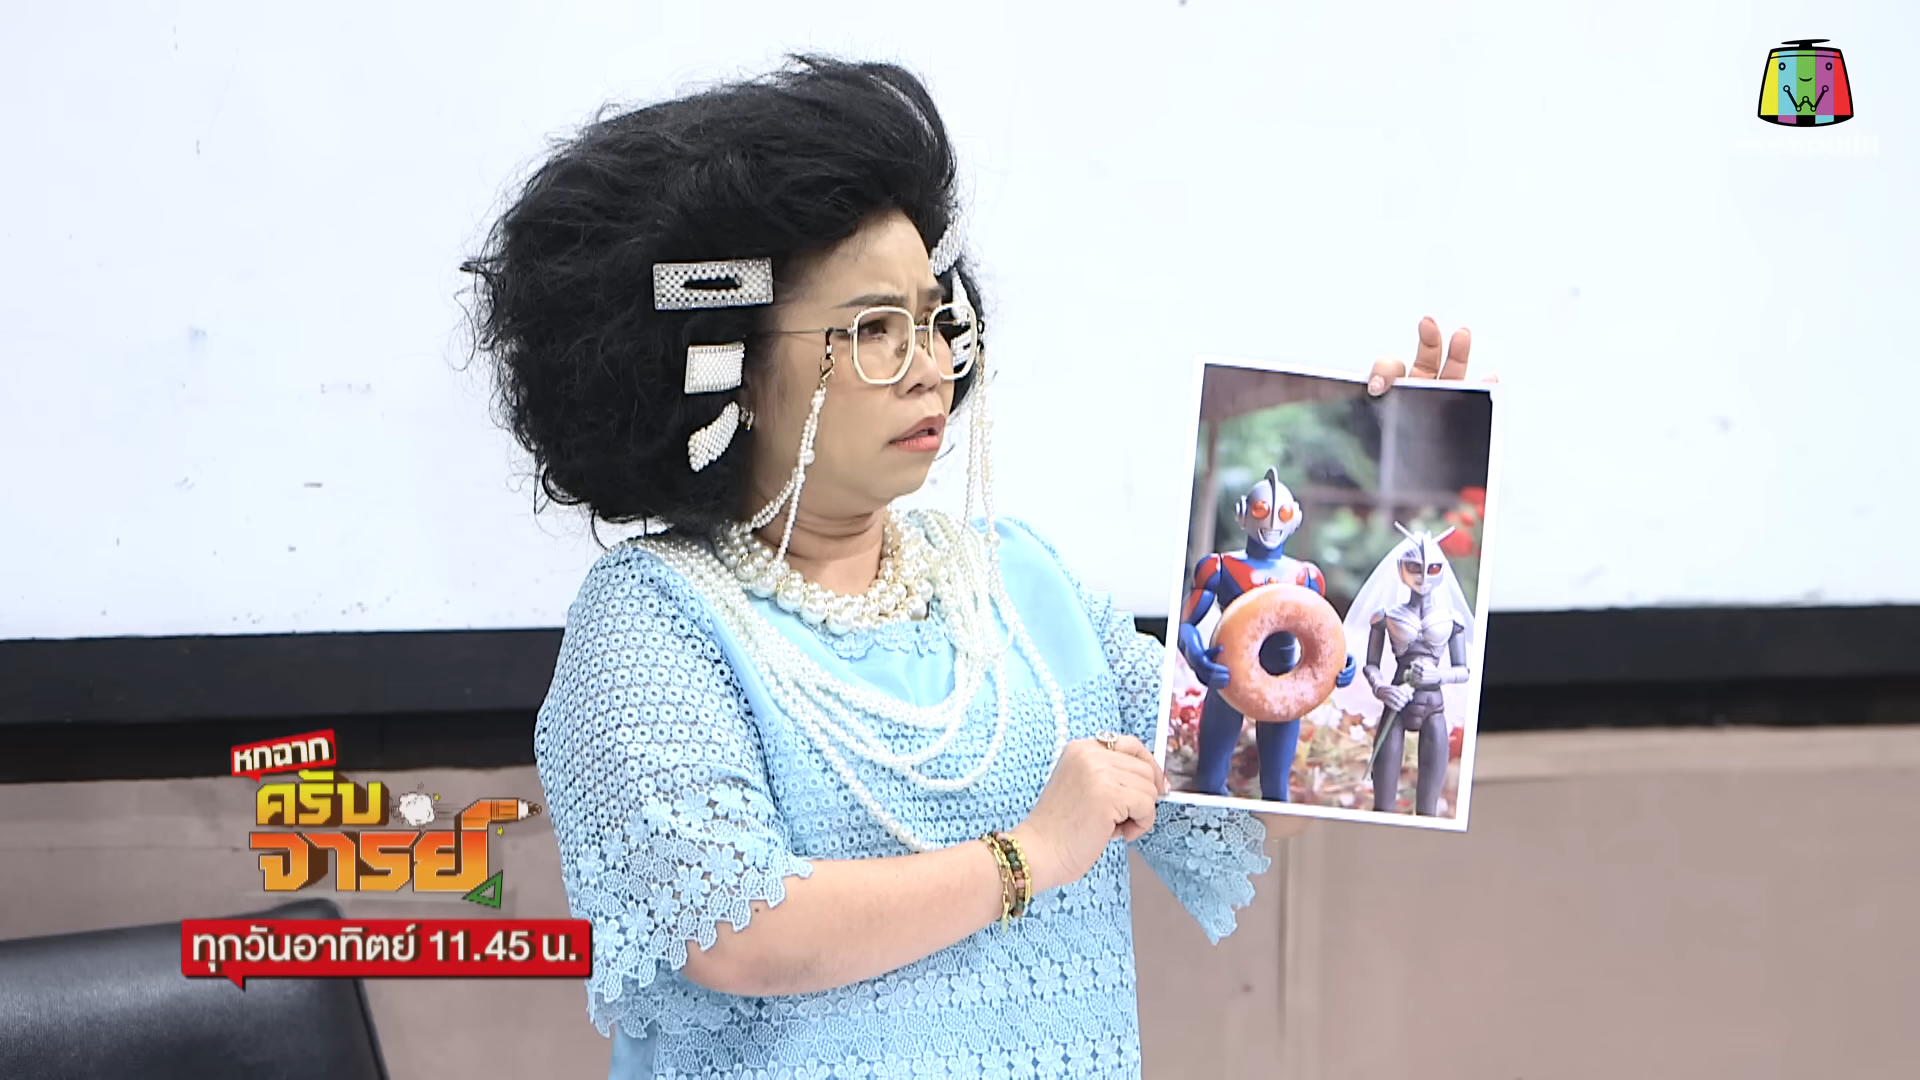 หกฉาก
ครับ
จารย์
ทุกวันอาทิตย์ 11.45 น.